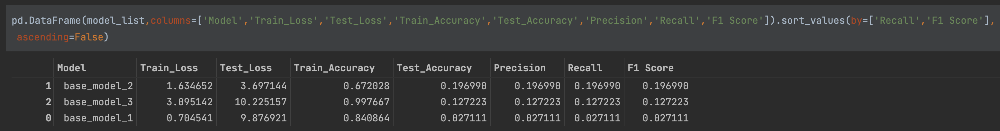 pd.DataFrame(model_list,columns=['Model','Train_Loss','Test_Loss','Train_Accuracy','Test_Accuracy','Precision','Recall','F1 Score']).sort_values(by=['Recall','F1 Score'],
ascending=False)
Model Train_Loss Test_Loss Train_Accuracy Test_Accuracy Precision Recall F1 Score
1 base_model_2 1.634652 3.697144 0.672028 0.196990 0.196990 0.196990 0.196990
2 base_model_3 3.095142 10.225157 0.997667 0.127223 0.127223 0.127223 0.127223
0 base_model_1 0.704541 9.876921 0.840864 0.027111 0.027111 0.027111 0.027111